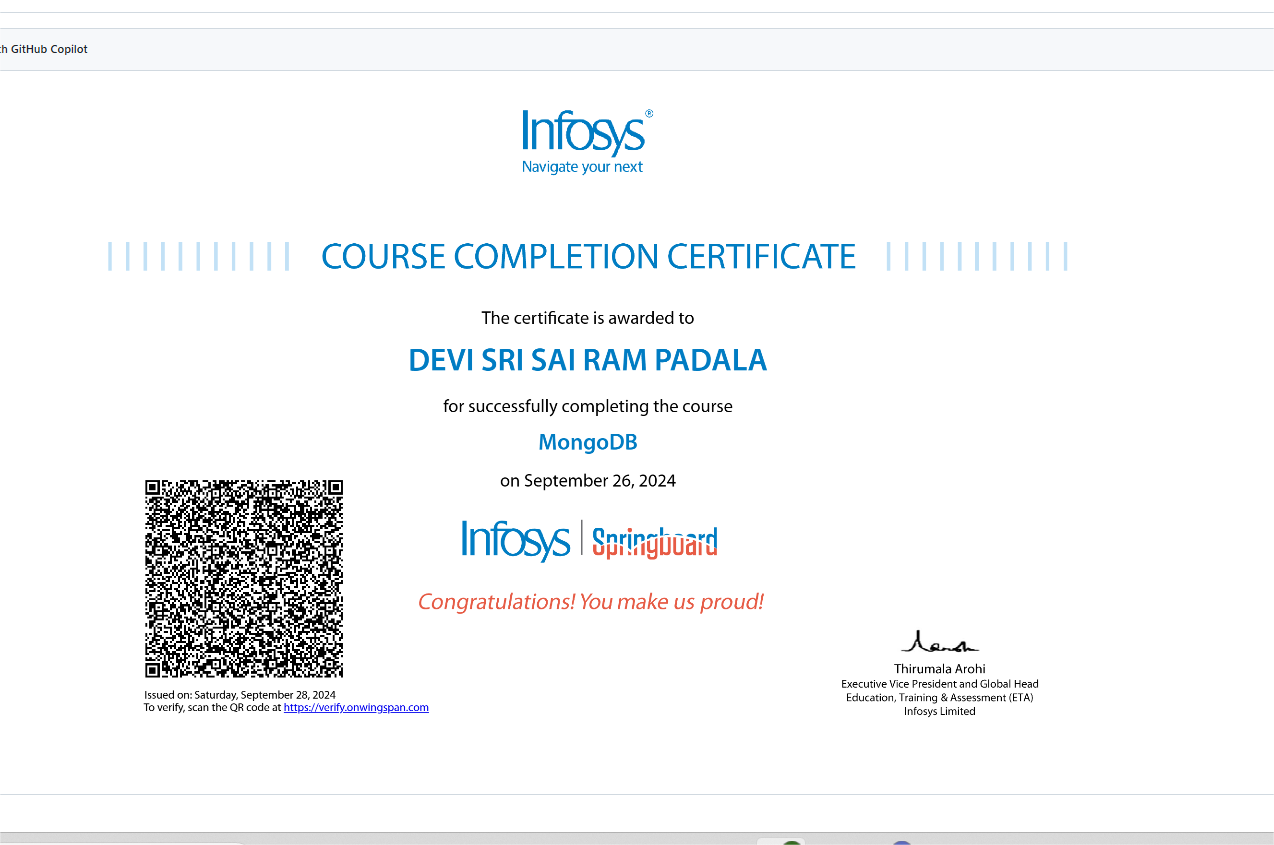 GitHub Copilot
Infosys®
Navigate your next
COURSE COMPLETION CERTIFICATE
The certificate is awarded to
DEVI SRI SAI RAM PADALA
for successfully completing the course
MongoDB
on September 26, 2024
Infosys | Springboard
Congratulations! You make us proud!
Thirumala Arohi
Executive Vice President and Global Head
Education, Training & Assessment (ETA)
Infosys Limited
Issued on: Saturday, September 28, 2024
To verify, scan the QR code at https://verify.onwingspan.com